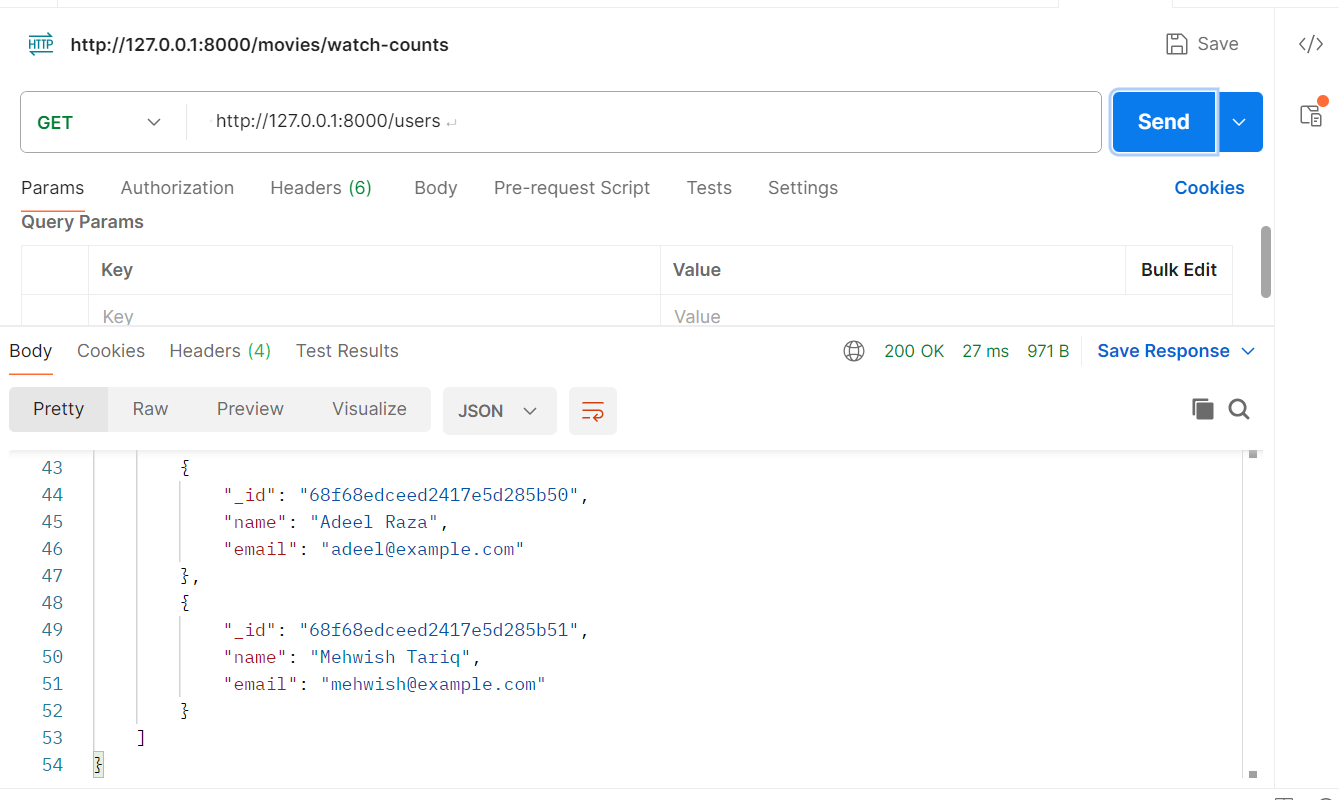 HTTP http://127.0.0.1:8000/movies/watch-counts Save
GET http://127.0.0.1:8000/users Send
Params Authorization Headers (6) Body Pre-request Script Tests Settings Cookies
Query Params
Key Value Bulk Edit
Key Value
Body Cookies Headers (4) Test Results 200 OK 27 ms 971 B Save Response
Pretty Raw Preview Visualize JSON
43 {
44 "_id": "68f68edceed2417e5d285b50",
45 "name": "Adeel Raza",
46 "email": "adeel@example.com"
47 },
48 {
49 "_id": "68f68edceed2417e5d285b51",
50 "name": "Mehwish Tariq",
51 "email": "mehwish@example.com"
52 }
53 ]
54 }